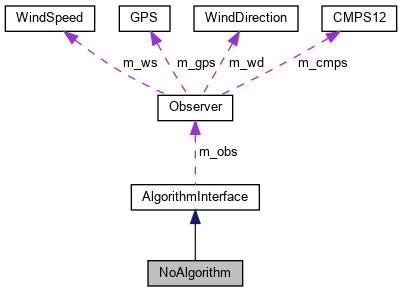 WindSpeed GPS WindDirection CMPS12
m_ws m_gps m_wd m_cmps
Observer
m_obs
AlgorithmInterface
NoAlgorithm